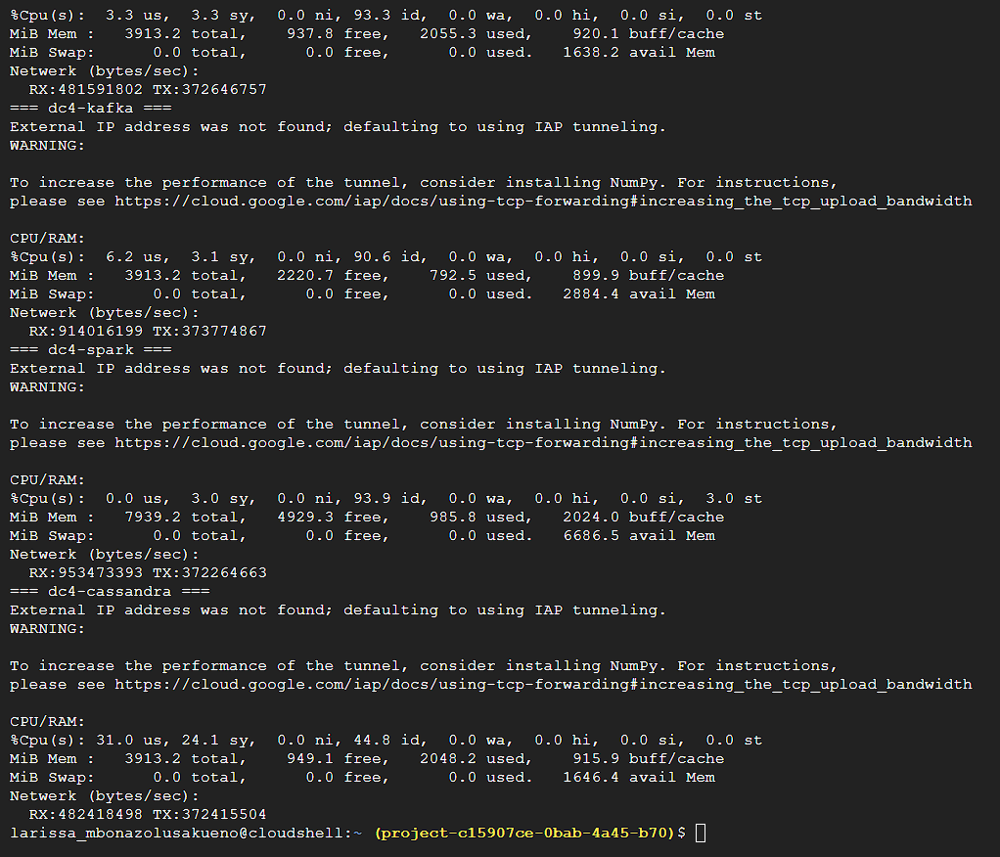 %Cpu(s):  3.3 us,  3.3 sy,  0.0 ni, 93.3 id,  0.0 wa,  0.0 hi,  0.0 si,  0.0 st
MiB Mem :   3913.2 total,    937.8 free,   2055.3 used,    920.1 buff/cache
MiB Swap:      0.0 total,      0.0 free,      0.0 used.   1638.2 avail Mem
Netwerk (bytes/sec):
  RX:481591802 TX:372646757
=== dc4-kafka ===
External IP address was not found; defaulting to using IAP tunneling.
WARNING:

To increase the performance of the tunnel, consider installing NumPy. For instructions,
please see https://cloud.google.com/iap/docs/using-tcp-forwarding#increasing_the_tcp_upload_bandwidth

CPU/RAM:
%Cpu(s):  6.2 us,  3.1 sy,  0.0 ni, 90.6 id,  0.0 wa,  0.0 hi,  0.0 si,  0.0 st
MiB Mem :   3913.2 total,   2220.7 free,    792.5 used,    899.9 buff/cache
MiB Swap:      0.0 total,      0.0 free,      0.0 used.   2884.4 avail Mem
Netwerk (bytes/sec):
  RX:914016199 TX:373774867
=== dc4-spark ===
External IP address was not found; defaulting to using IAP tunneling.
WARNING:

To increase the performance of the tunnel, consider installing NumPy. For instructions,
please see https://cloud.google.com/iap/docs/using-tcp-forwarding#increasing_the_tcp_upload_bandwidth

CPU/RAM:
%Cpu(s):  0.0 us,  3.0 sy,  0.0 ni, 93.9 id,  0.0 wa,  0.0 hi,  0.0 si,  3.0 st
MiB Mem :   7939.2 total,   4929.3 free,    985.8 used,   2024.0 buff/cache
MiB Swap:      0.0 total,      0.0 free,      0.0 used.   6686.5 avail Mem
Netwerk (bytes/sec):
  RX:953473393 TX:372264663
=== dc4-cassandra ===
External IP address was not found; defaulting to using IAP tunneling.
WARNING:

To increase the performance of the tunnel, consider installing NumPy. For instructions,
please see https://cloud.google.com/iap/docs/using-tcp-forwarding#increasing_the_tcp_upload_bandwidth

CPU/RAM:
%Cpu(s): 31.0 us, 24.1 sy,  0.0 ni, 44.8 id,  0.0 wa,  0.0 hi,  0.0 si,  0.0 st
MiB Mem :   3913.2 total,    949.1 free,   2048.2 used,    915.9 buff/cache
MiB Swap:      0.0 total,      0.0 free,      0.0 used.   1646.4 avail Mem
Netwerk (bytes/sec):
  RX:482418498 TX:372415504
larissa_mbonazolusakueno@cloudshell:~ (project-c15907ce-0bab-4a45-b70)$